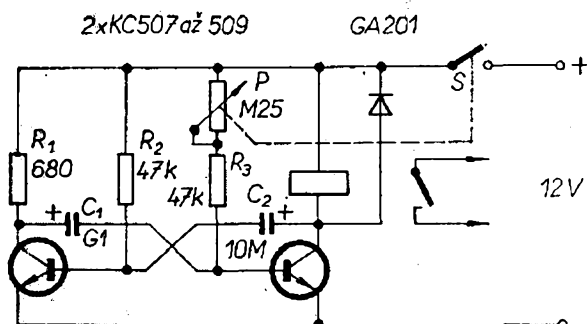 2xKC507 až 509
GA201
P
M25
S
+
R1
680
R2
47k
R3
47k
12V
+
C1
G1
C2
+
10M